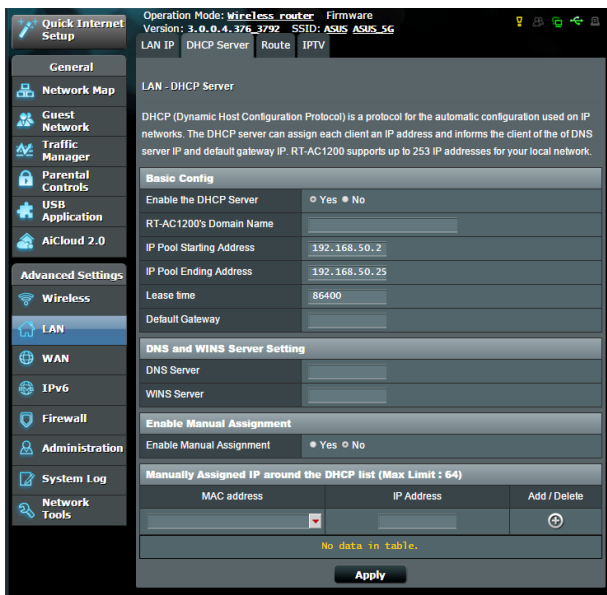 Quick Internet
Setup
General
Network Map
Guest
Network
Traffic
Manager
Parental
Controls
USB
Application
AiCloud 2.0
Advanced Settings
Wireless
LAN
WAN
IPv6
Firewall
Administration
System Log
Network
Tools
Operation Mode: Wireless router Firmware
Version: 3.0.0.4.376_3792 SSID: ASUS ASUS_5G
LAN IP DHCP Server Route IPTV
LAN - DHCP Server
DHCP (Dynamic Host Configuration Protocol) is a protocol for the automatic configuration used on IP
networks. The DHCP server can assign each client an IP address and informs the client of the of DNS
server IP and default gateway IP. RT-AC1200 supports up to 253 IP addresses for your local network.
Basic Config
Enable the DHCP Server Yes No
RT-AC1200's Domain Name
IP Pool Starting Address 192.168.50.2
IP Pool Ending Address 192.168.50.25
Lease time 86400
Default Gateway
DNS and WINS Server Setting
DNS Server
WINS Server
Enable Manual Assignment
Enable Manual Assignment Yes No
Manually Assigned IP around the DHCP list (Max Limit : 64)
MAC address IP Address Add / Delete
No data in table.
Apply